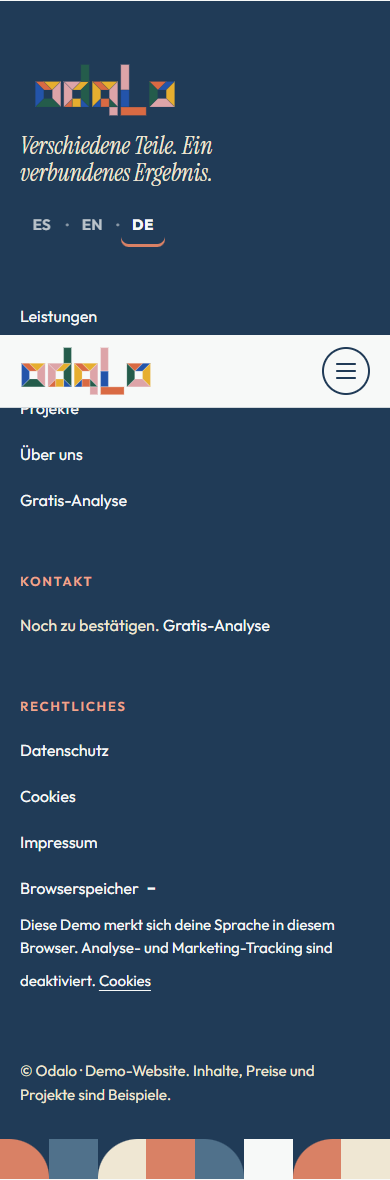 odalo
Verschiedene Teile. Ein
verbundenes Ergebnis.
ES · EN · DE
Leistungen
odalo
Projekte
Über uns
Gratis-Analyse
KONTAKT
Noch zu bestätigen. Gratis-Analyse
RECHTLICHES
Datenschutz
Cookies
Impressum
Browserspeicher –
Diese Demo merkt sich deine Sprache in diesem
Browser. Analyse- und Marketing-Tracking sind
deaktiviert. Cookies
© Odalo · Demo-Website. Inhalte, Preise und
Projekte sind Beispiele.